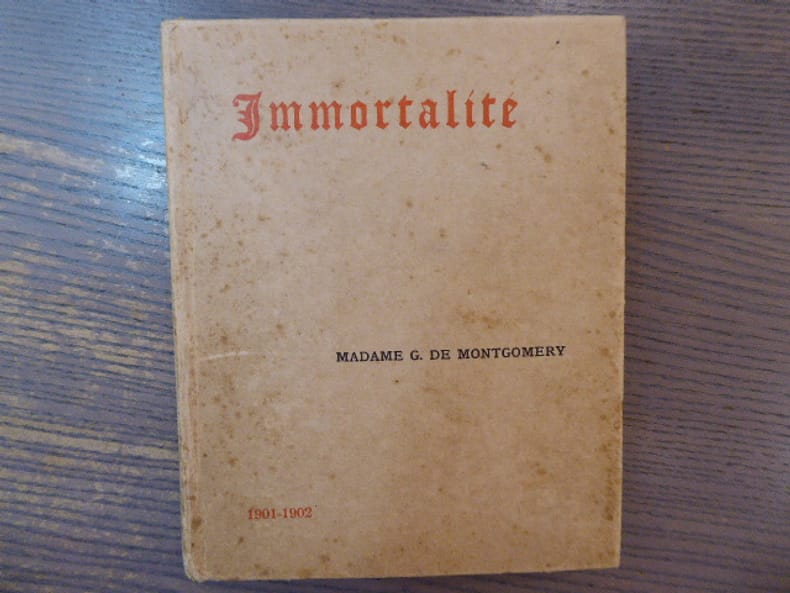 Immortalité
MADAME G. DE MONTGOMERY
1901-1902